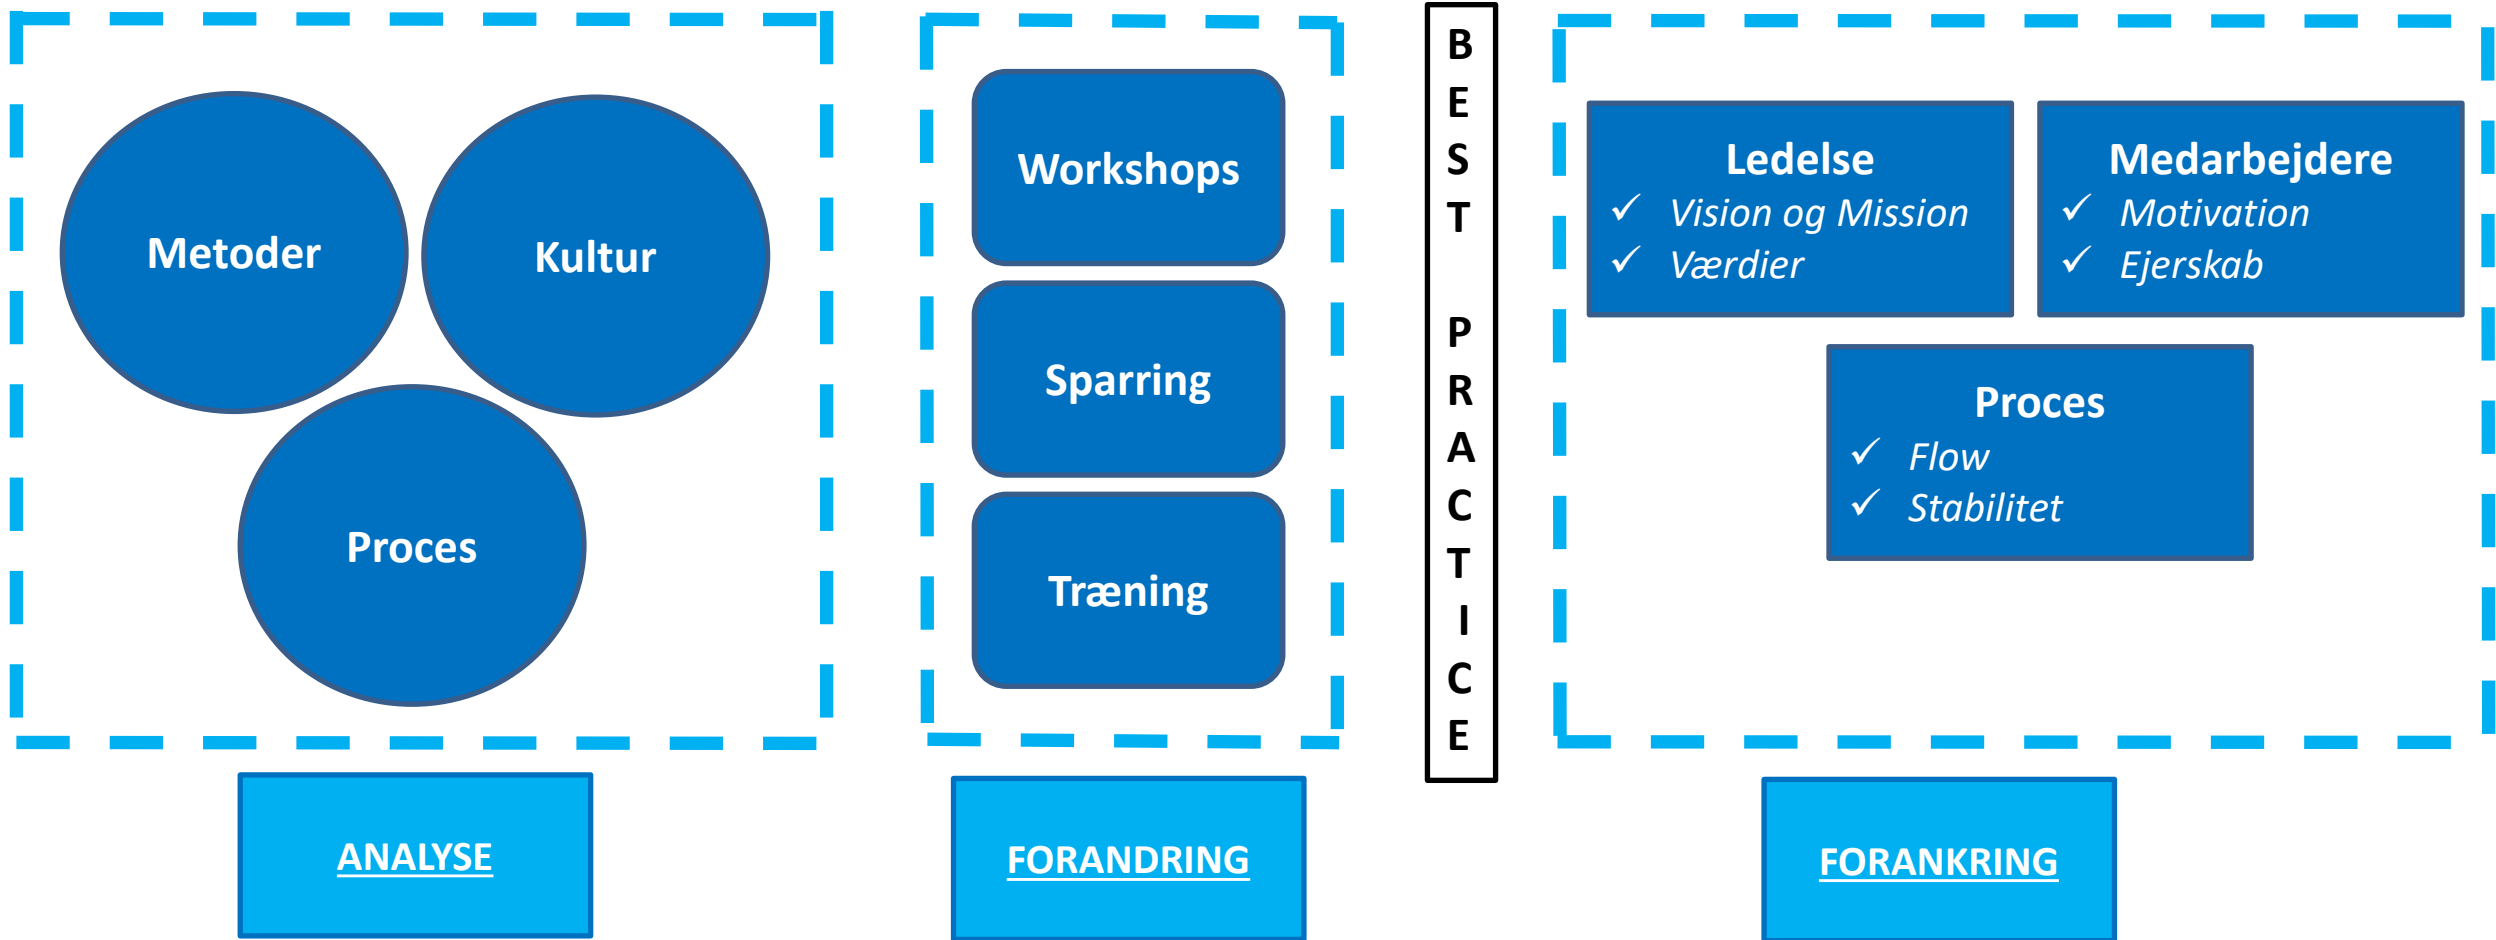 Metoder
Kultur
Proces
ANALYSE
Workshops
Sparring
Træning
FORANDRING
B
E
S
T
P
R
A
C
T
I
C
E
Ledelse
✓ Vision og Mission
✓ Værdier
Medarbejdere
✓ Motivation
✓ Ejerskab
Proces
✓ Flow
✓ Stabilitet
FORANKRING